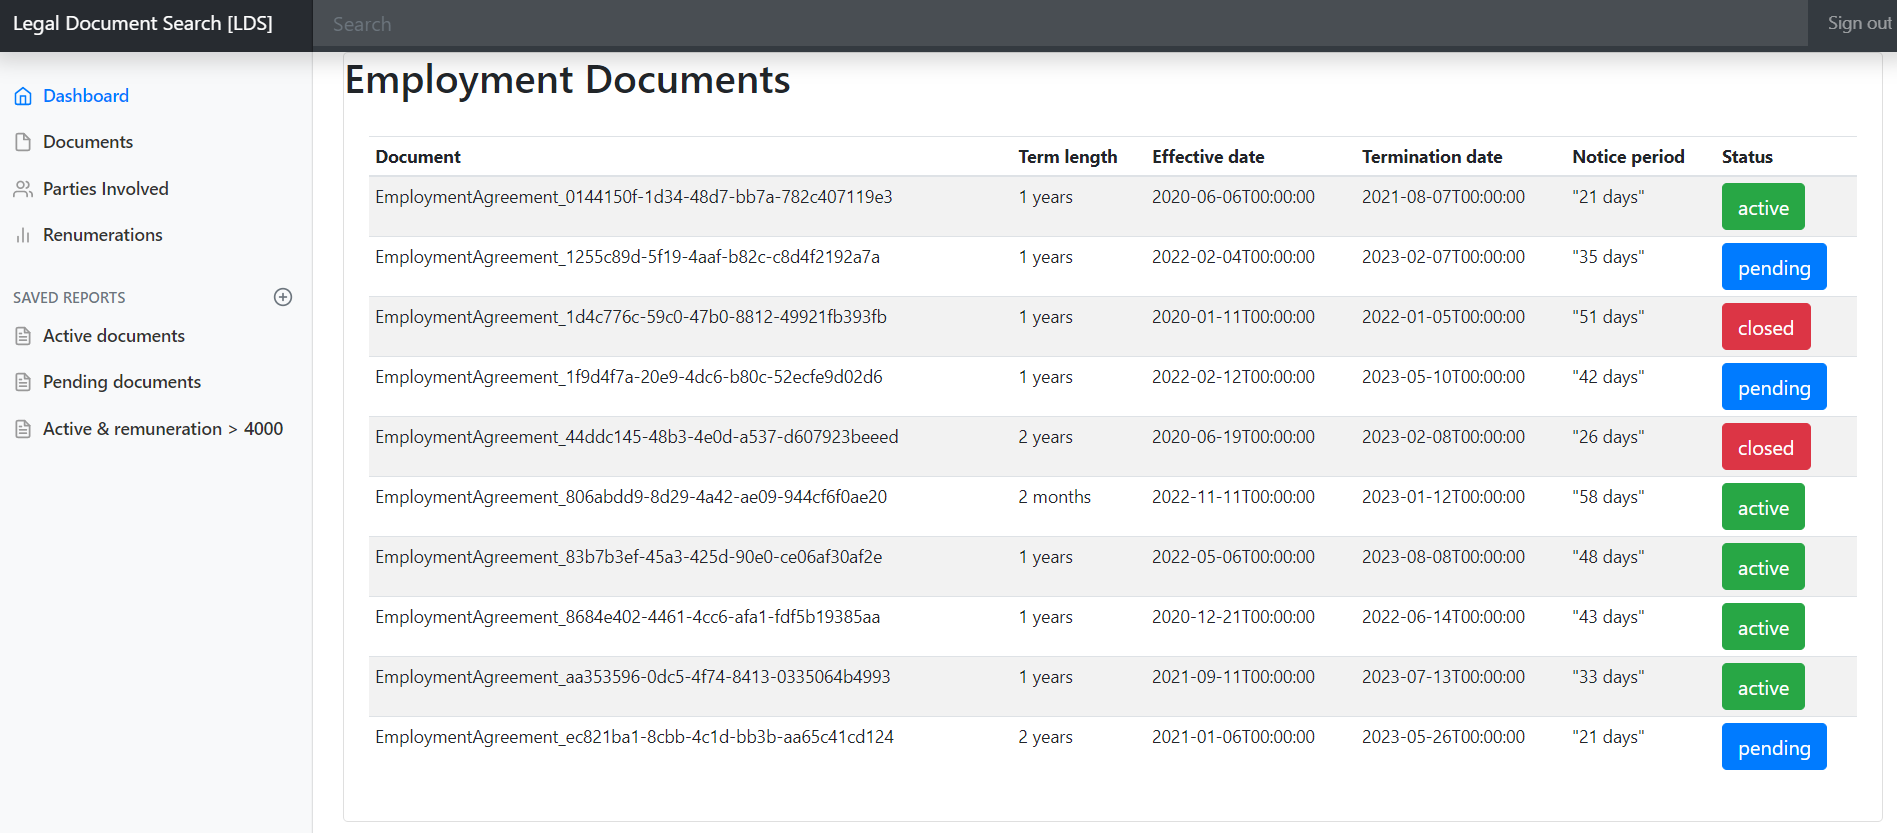 Legal Document Search [LDS]
Search
Sign out
Dashboard
Documents
Parties Involved
Renumerations
SAVED REPORTS
Active documents
Pending documents
Active & remuneration > 4000
Employment Documents
Document Term length Effective date Termination date Notice period Status
EmploymentAgreement_0144150f-1d34-48d7-bb7a-782c407119e3 1 years 2020-06-06T00:00:00 2021-08-07T00:00:00 "21 days" active
EmploymentAgreement_1255c89d-5f19-4aaf-b82c-c8d4f2192a7a 1 years 2022-02-04T00:00:00 2023-02-07T00:00:00 "35 days" pending
EmploymentAgreement_1d4c776c-59c0-47b0-8812-49921fb393fb 1 years 2020-01-11T00:00:00 2022-01-05T00:00:00 "51 days" closed
EmploymentAgreement_1f9d4f7a-20e9-4dc6-b80c-52ecfe9d02d6 1 years 2022-02-12T00:00:00 2023-05-10T00:00:00 "42 days" pending
EmploymentAgreement_44ddc145-48b3-4e0d-a537-d607923beeed 2 years 2020-06-19T00:00:00 2023-02-08T00:00:00 "26 days" closed
EmploymentAgreement_806abdd9-8d29-4a42-ae09-944cf6f0ae20 2 months 2022-11-11T00:00:00 2023-01-12T00:00:00 "58 days" active
EmploymentAgreement_83b7b3ef-45a3-425d-90e0-ce06af30af2e 1 years 2022-05-06T00:00:00 2023-08-08T00:00:00 "48 days" active
EmploymentAgreement_8684e402-4461-4cc6-afa1-fdf5b19385aa 1 years 2020-12-21T00:00:00 2022-06-14T00:00:00 "43 days" active
EmploymentAgreement_aa353596-0dc5-4f74-8413-0335064b4993 1 years 2021-09-11T00:00:00 2023-07-13T00:00:00 "33 days" active
EmploymentAgreement_ec821ba1-8cbb-4c1d-bb3b-aa65c41cd124 2 years 2021-01-06T00:00:00 2023-05-26T00:00:00 "21 days" pending